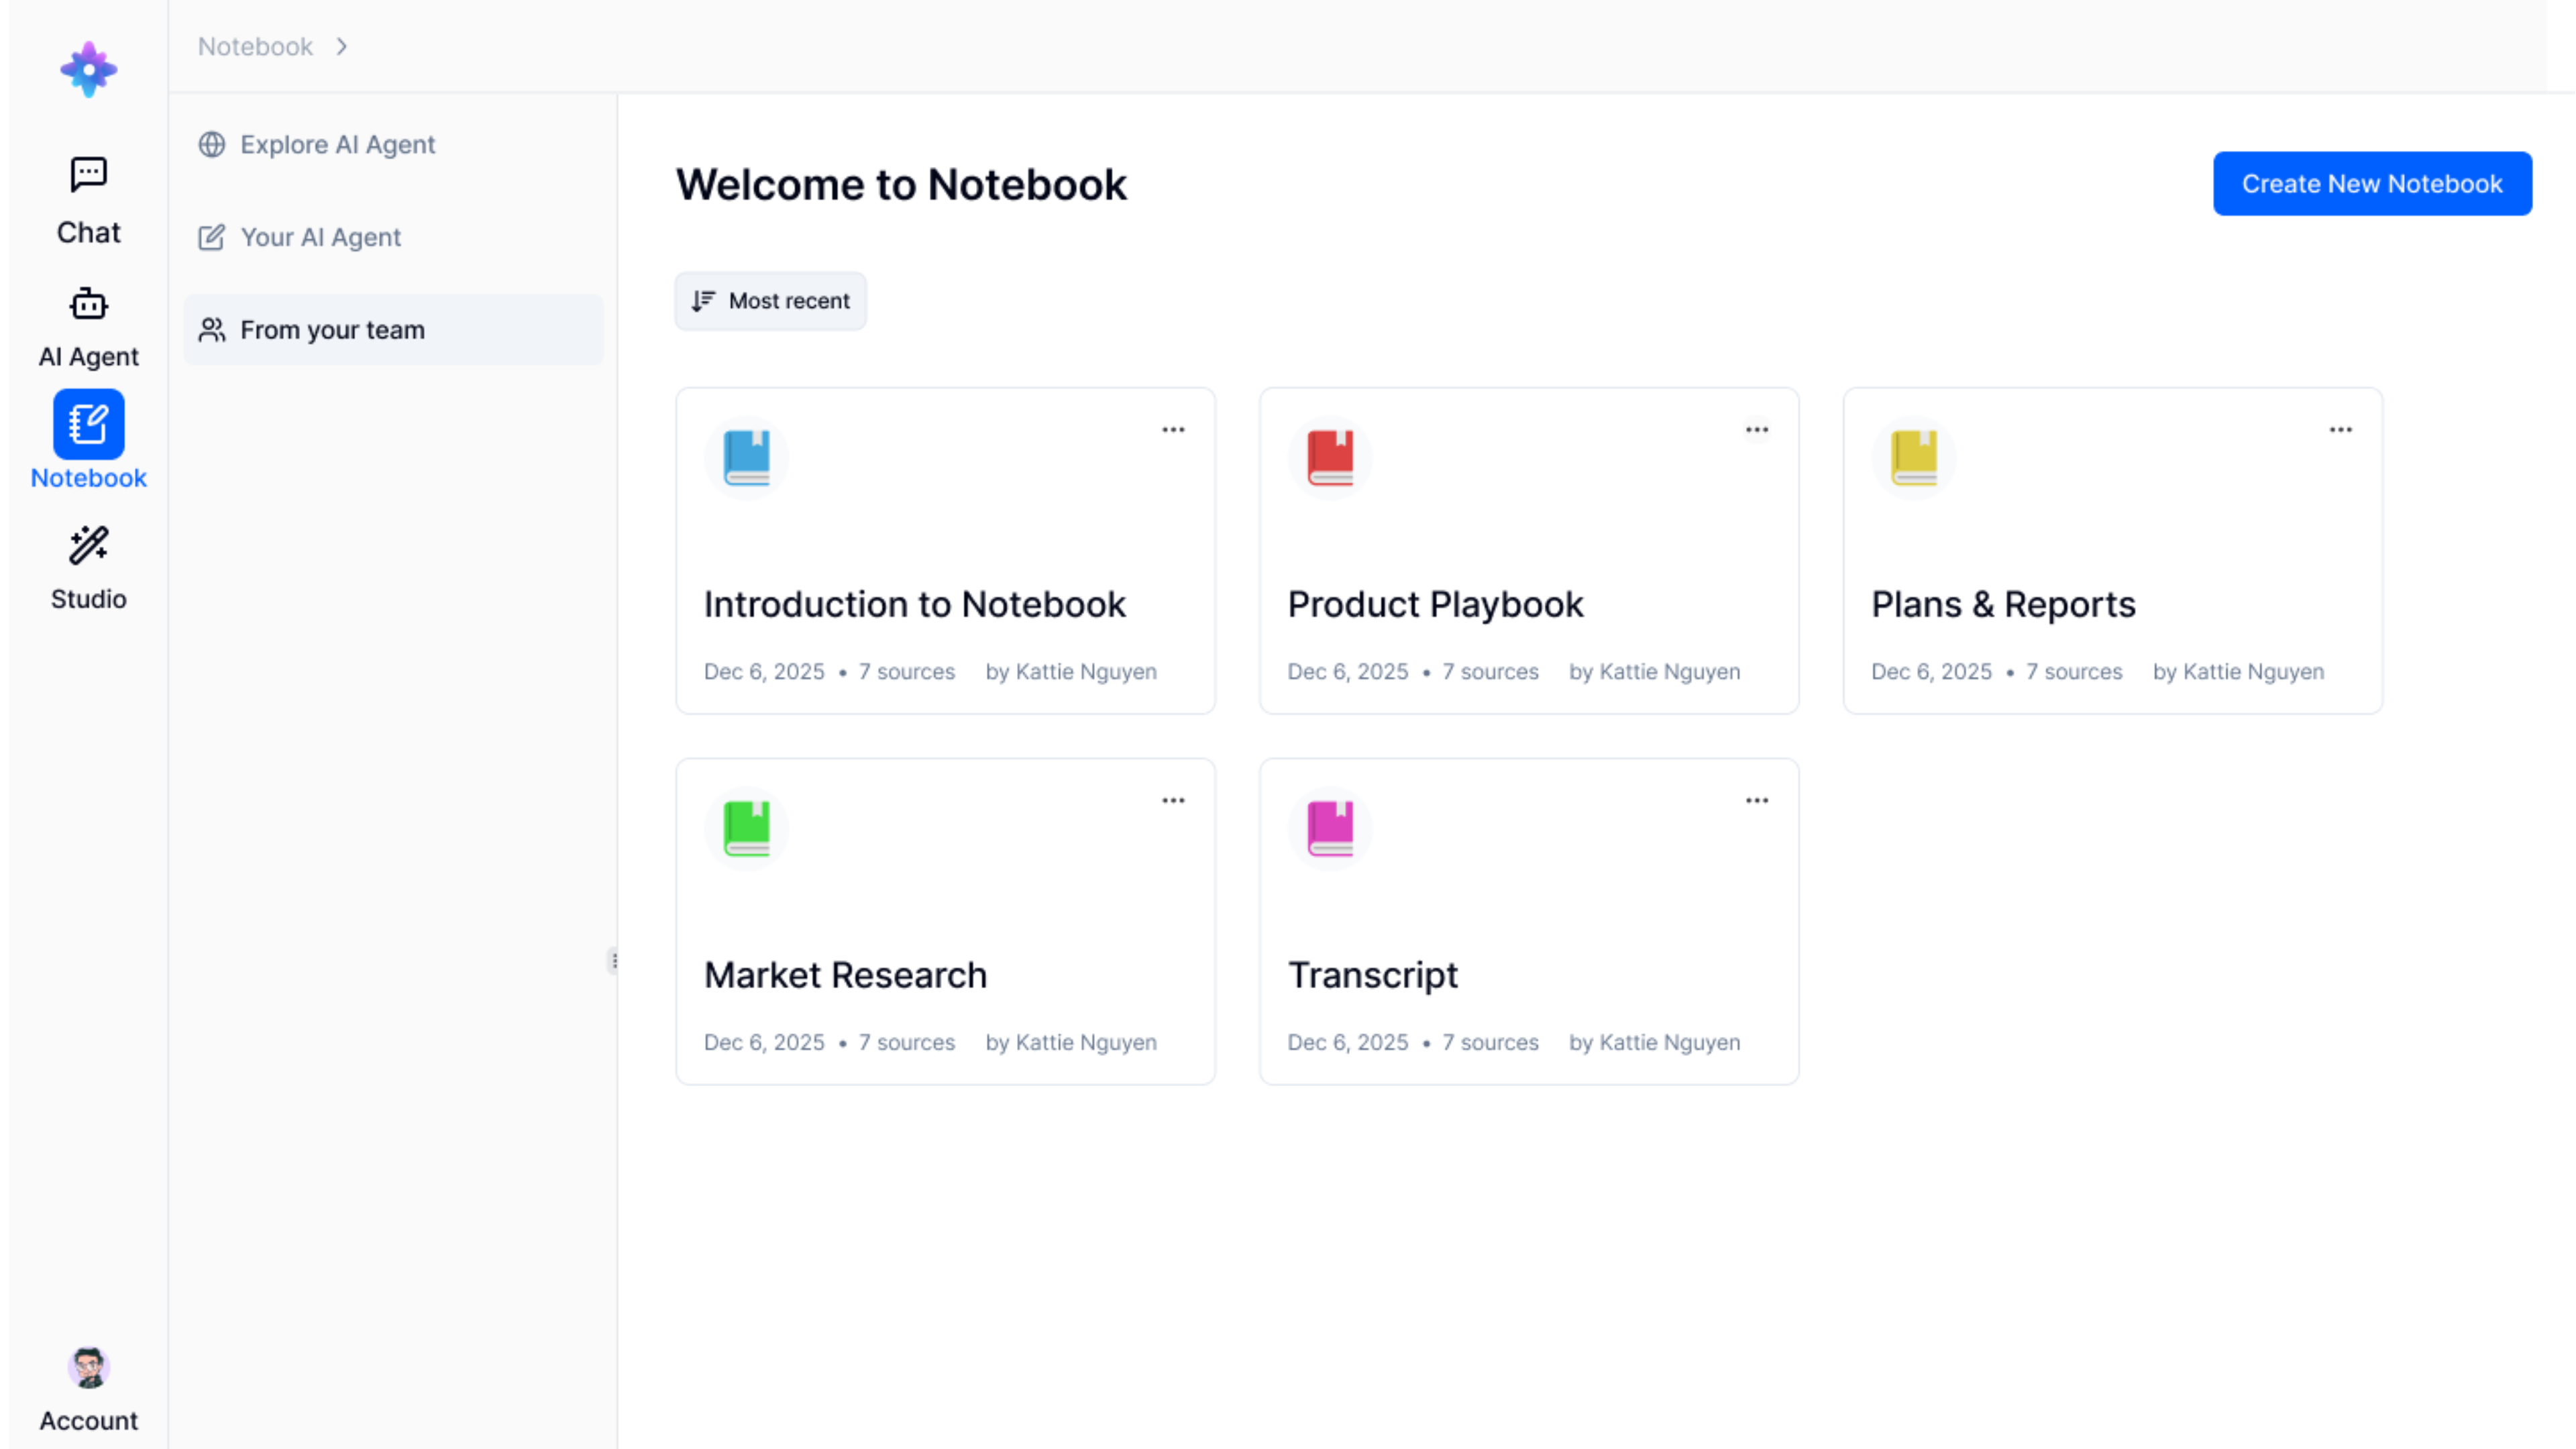 Notebook
Chat
AI Agent
Notebook
Studio
Account
Explore AI Agent
Your AI Agent
From your team
Welcome to Notebook
Create New Notebook
Most recent
Introduction to Notebook
Dec 6, 2025 • 7 sources by Kattie Nguyen
Product Playbook
Dec 6, 2025 • 7 sources by Kattie Nguyen
Plans & Reports
Dec 6, 2025 • 7 sources by Kattie Nguyen
Market Research
Dec 6, 2025 • 7 sources by Kattie Nguyen
Transcript
Dec 6, 2025 • 7 sources by Kattie Nguyen